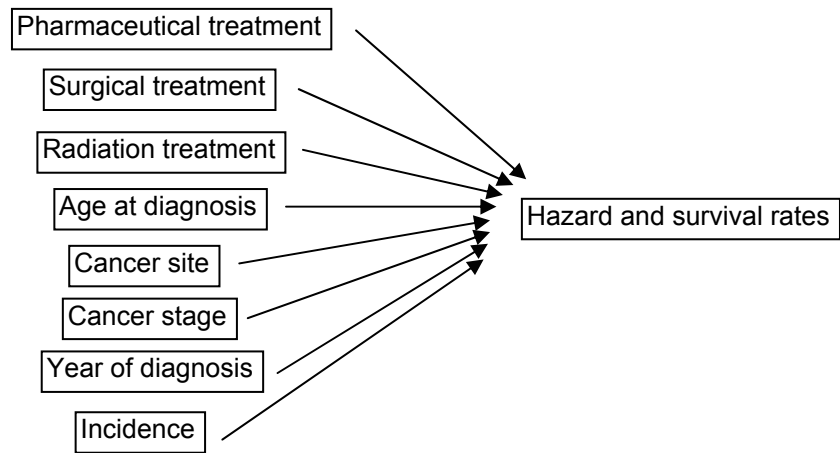 Pharmaceutical treatment
Surgical treatment
Radiation treatment
Age at diagnosis
Hazard and survival rates
Cancer site
Cancer stage
Year of diagnosis
Incidence